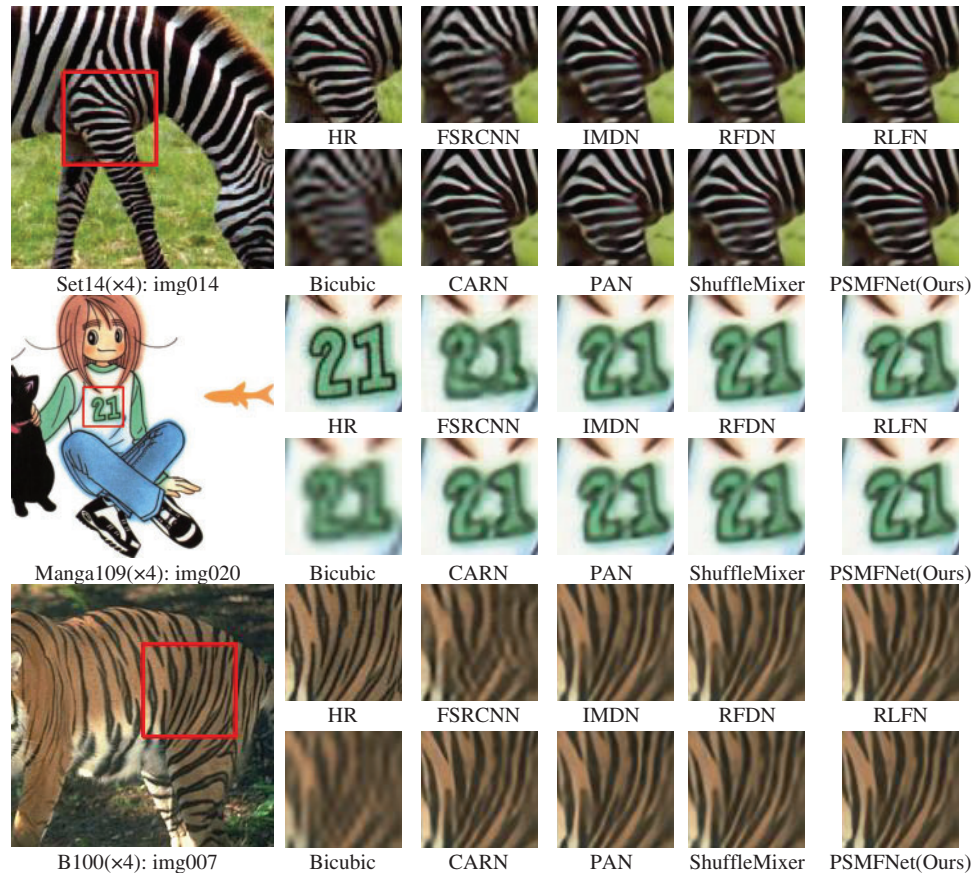 HR FSRCNN IMDN RFDN RLFN
Set14(×4): img014 Bicubic CARN PAN ShuffleMixer PSMFNet(Ours)
21
21 21 21 21 21
HR FSRCNN IMDN RFDN RLFN
21 21 21 21 21
Manga109(×4): img020 Bicubic CARN PAN ShuffleMixer PSMFNet(Ours)
HR FSRCNN IMDN RFDN RLFN
B100(×4): img007 Bicubic CARN PAN ShuffleMixer PSMFNet(Ours)